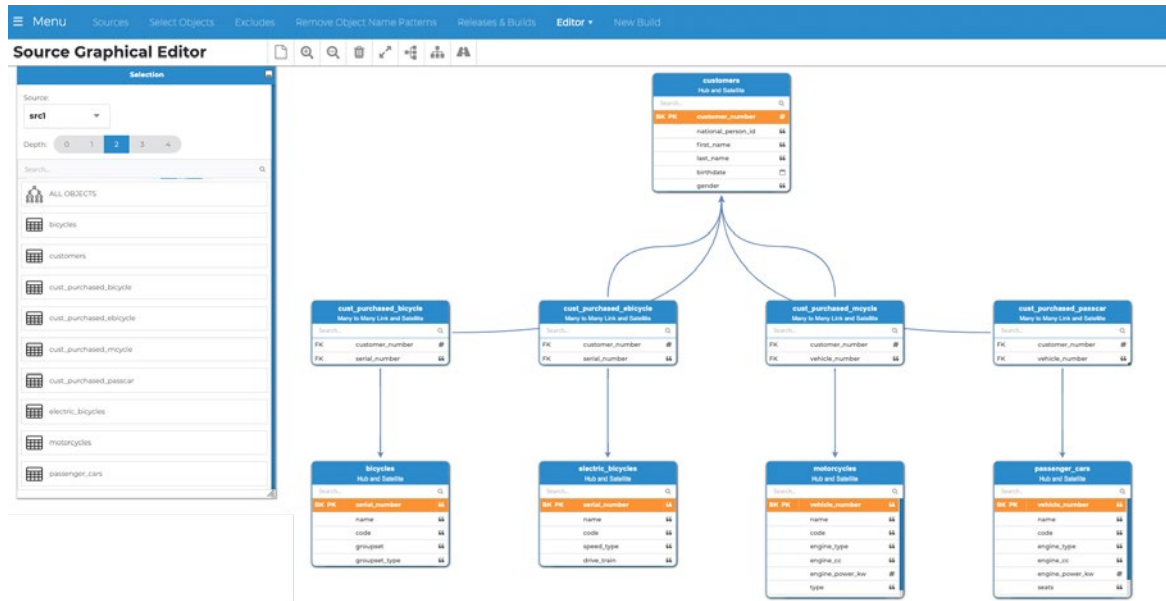 Menu Sources Select Objects Excludes Remove Object Name Patterns Releases & Builds Editor New Build
Source Graphical Editor
Selection
Source:
src1
Depth: 0 1 2 3 4
Search...
ALL OBJECTS
bicycles
customers
cust_purchased_bicycle
cust_purchased_ebicycle
cust_purchased_mcycle
cust_purchased_passcar
electric_bicycles
motorcycles
passenger_cars
customers
Hub and Satellite
Search...
BK PK customer_number #
national_person_id
first_name
last_name
birthdate
gender
cust_purchased_bicycle
Many to Many Link and Satellite
Search...
FK customer_number #
FK serial_number
cust_purchased_ebicycle
Many to Many Link and Satellite
Search...
FK customer_number #
FK serial_number
cust_purchased_mcycle
Many to Many Link and Satellite
Search...
FK customer_number #
FK vehicle_number
cust_purchased_passcar
Many to Many Link and Satellite
Search...
FK customer_number #
FK vehicle_number
bicycles
Hub and Satellite
Search...
BK PK serial_number
name
code
groupset
groupset_type
electric_bicycles
Hub and Satellite
Search...
BK PK serial_number
name
code
speed_type
drive_train
motorcycles
Hub and Satellite
Search...
BK PK vehicle_number
name
code
engine_type
engine_cc
engine_power_kw #
type
passenger_cars
Hub and Satellite
Search...
BK PK vehicle_number
name
code
engine_type
engine_cc
engine_power_kw #
seats